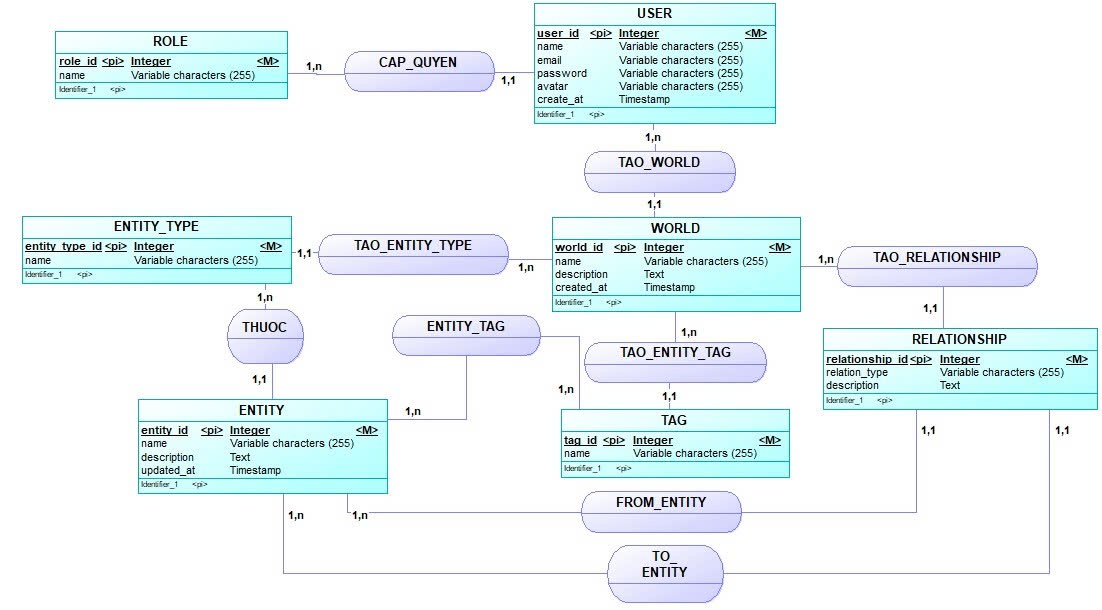 ROLE
role_id <pi> Integer <M>
name Variable characters (255)
Identifier_1 <pi>
1,n
CAP_QUYEN
1,1
USER
user_id <pi> Integer <M>
name Variable characters (255)
email Variable characters (255)
password Variable characters (255)
avatar Variable characters (255)
create_at Timestamp
Identifier_1 <pi>
1,n
TAO_WORLD
1,1
ENTITY_TYPE
entity_type_id <pi> Integer <M>
name Variable characters (255)
Identifier_1 <pi>
1,1
TAO_ENTITY_TYPE
1,n
WORLD
world_id <pi> Integer <M>
name Variable characters (255)
description Text
created_at Timestamp
Identifier_1 <pi>
1,n
TAO_RELATIONSHIP
1,1
1,n
THUOC
1,1
ENTITY_TAG
1,n
1,n
1,n
TAO_ENTITY_TAG
1,1
RELATIONSHIP
relationship_id <pi> Integer <M>
relation_type Variable characters (255)
description Text
Identifier_1 <pi>
ENTITY
entity_id <pi> Integer <M>
name Variable characters (255)
description Text
updated_at Timestamp
Identifier_1 <pi>
TAG
tag_id <pi> Integer <M>
name Variable characters (255)
Identifier_1 <pi>
1,1
1,1
1,n
1,n
FROM_ENTITY
TO_
ENTITY